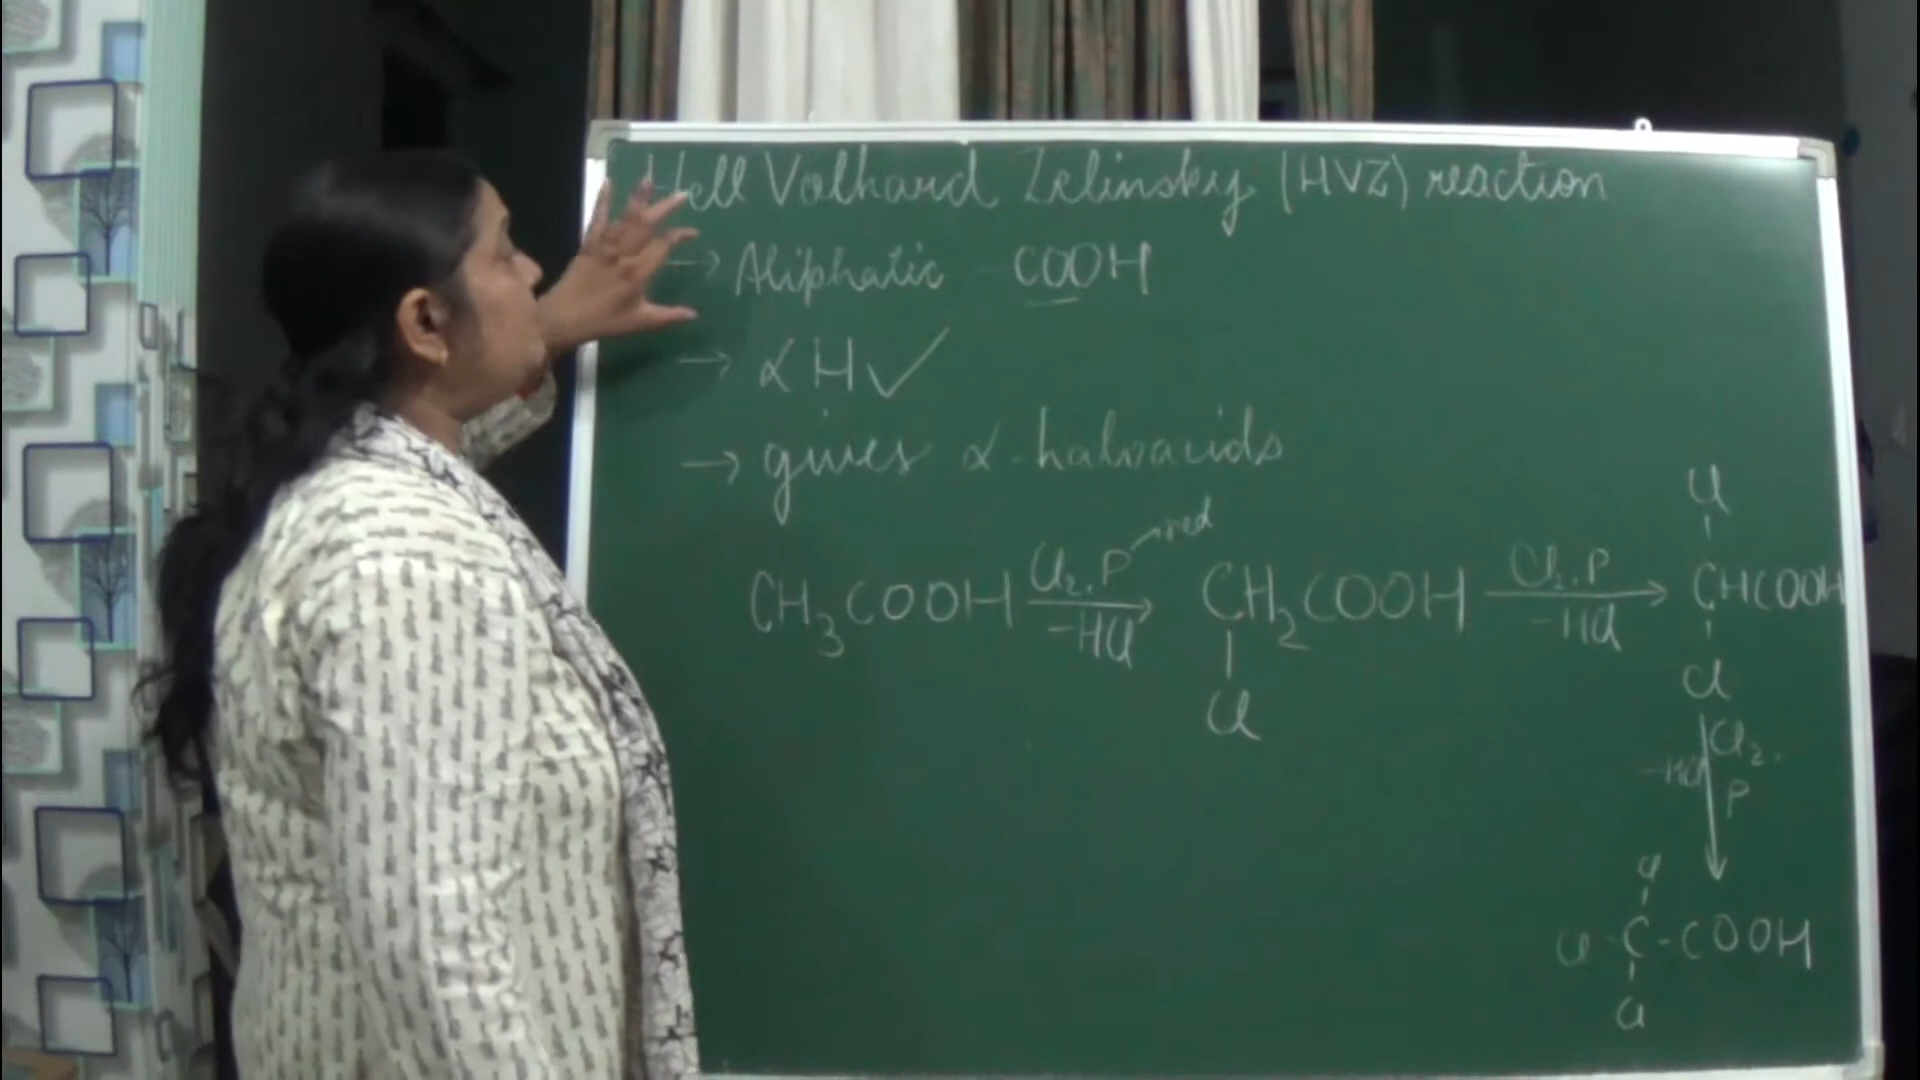 Hell Volhard Zelinsky (HVZ) reaction
→ Aliphatic COOH
→ α H ✓
→ gives α-haloacids
CH3COOH Cl2, P → red -HCl → CH2COOH Cl2, P -HCl → CHCOOH
Cl
Cl
Cl
-HCl Cl2, P
Cl
Cl-C-COOH
Cl